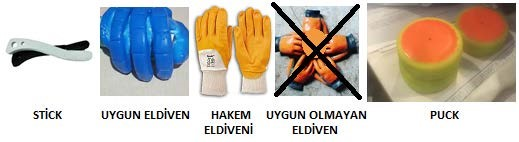 STİCK
UYGUN ELDİVEN
HAKEM
ELDİVENİ
UYGUN OLMAYAN
ELDİVEN
PUCK